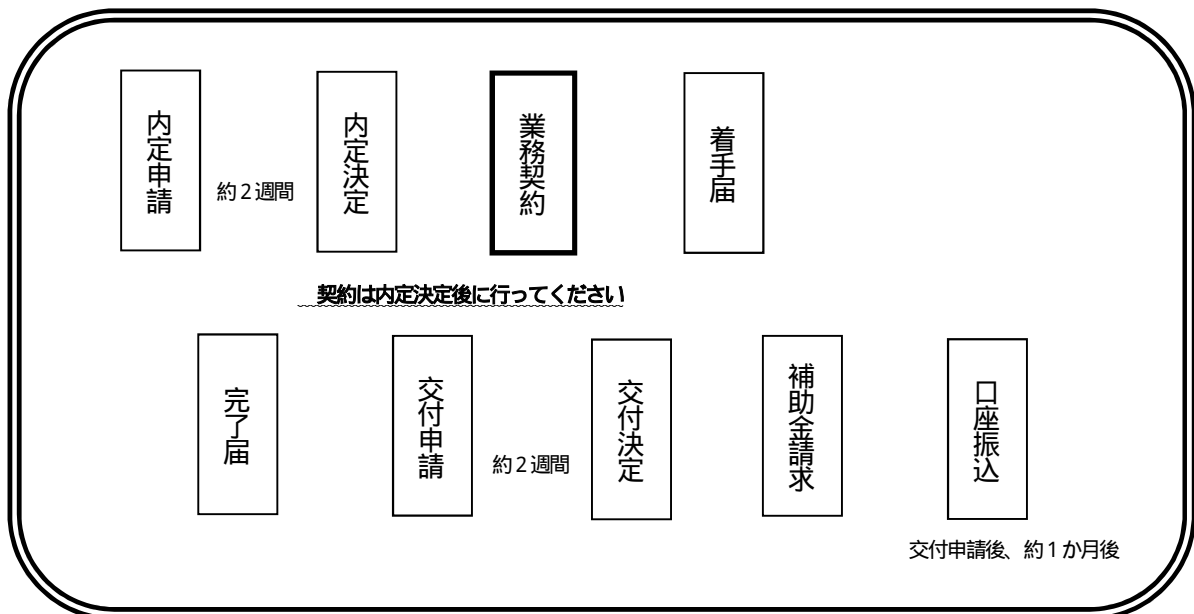 内定申請
約２週間
内定決定
業務契約
着手届
契約は内定決定後に行ってください
完了届
交付申請
約２週間
交付決定
補助金請求
口座振込
交付申請後、約１か月後